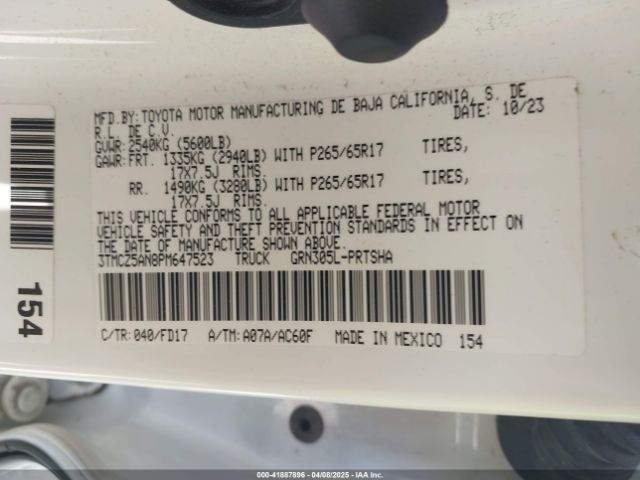 MFD.BY:TOYOTA MOTOR MANUFACTURING DE BAJA CALIFORNIA, S. DE
R.L. DE C.V. DATE: 10/23
GVWR:2540KG (5600LB)
GAWR:FRT. 1335KG (2940LB) WITH P265/65R17 TIRES,
17X7.5J RIMS.
RR. 1490KG (3280LB) WITH P265/65R17 TIRES,
17X7.5J RIMS.
THIS VEHICLE CONFORMS TO ALL APPLICABLE FEDERAL MOTOR
VEHICLE SAFETY AND THEFT PREVENTION STANDARDS IN EFFECT ON
THE DATE OF MANUFACTURE SHOWN ABOVE.
3TMCZ5AN8PM647523 TRUCK GRN305L-PRTSHA
C/TR:040/FD17 A/TM:A07A/AC60F MADE IN MEXICO 154
154
000-41887896 - 04/08/2025 - IAA, Inc.